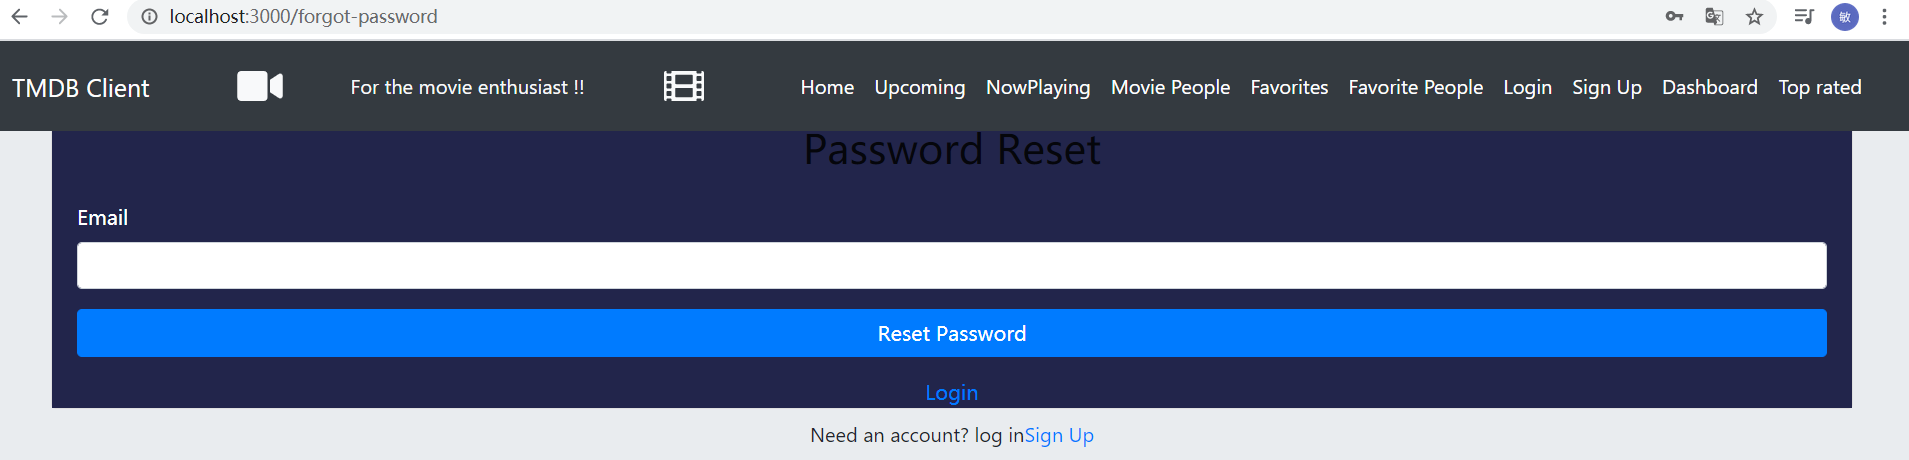 localhost:3000/forgot-password
敏
TMDB Client For the movie enthusiast !! Home Upcoming NowPlaying Movie People Favorites Favorite People Login Sign Up Dashboard Top rated
Password Reset
Email
Reset Password
Login
Need an account? log inSign Up